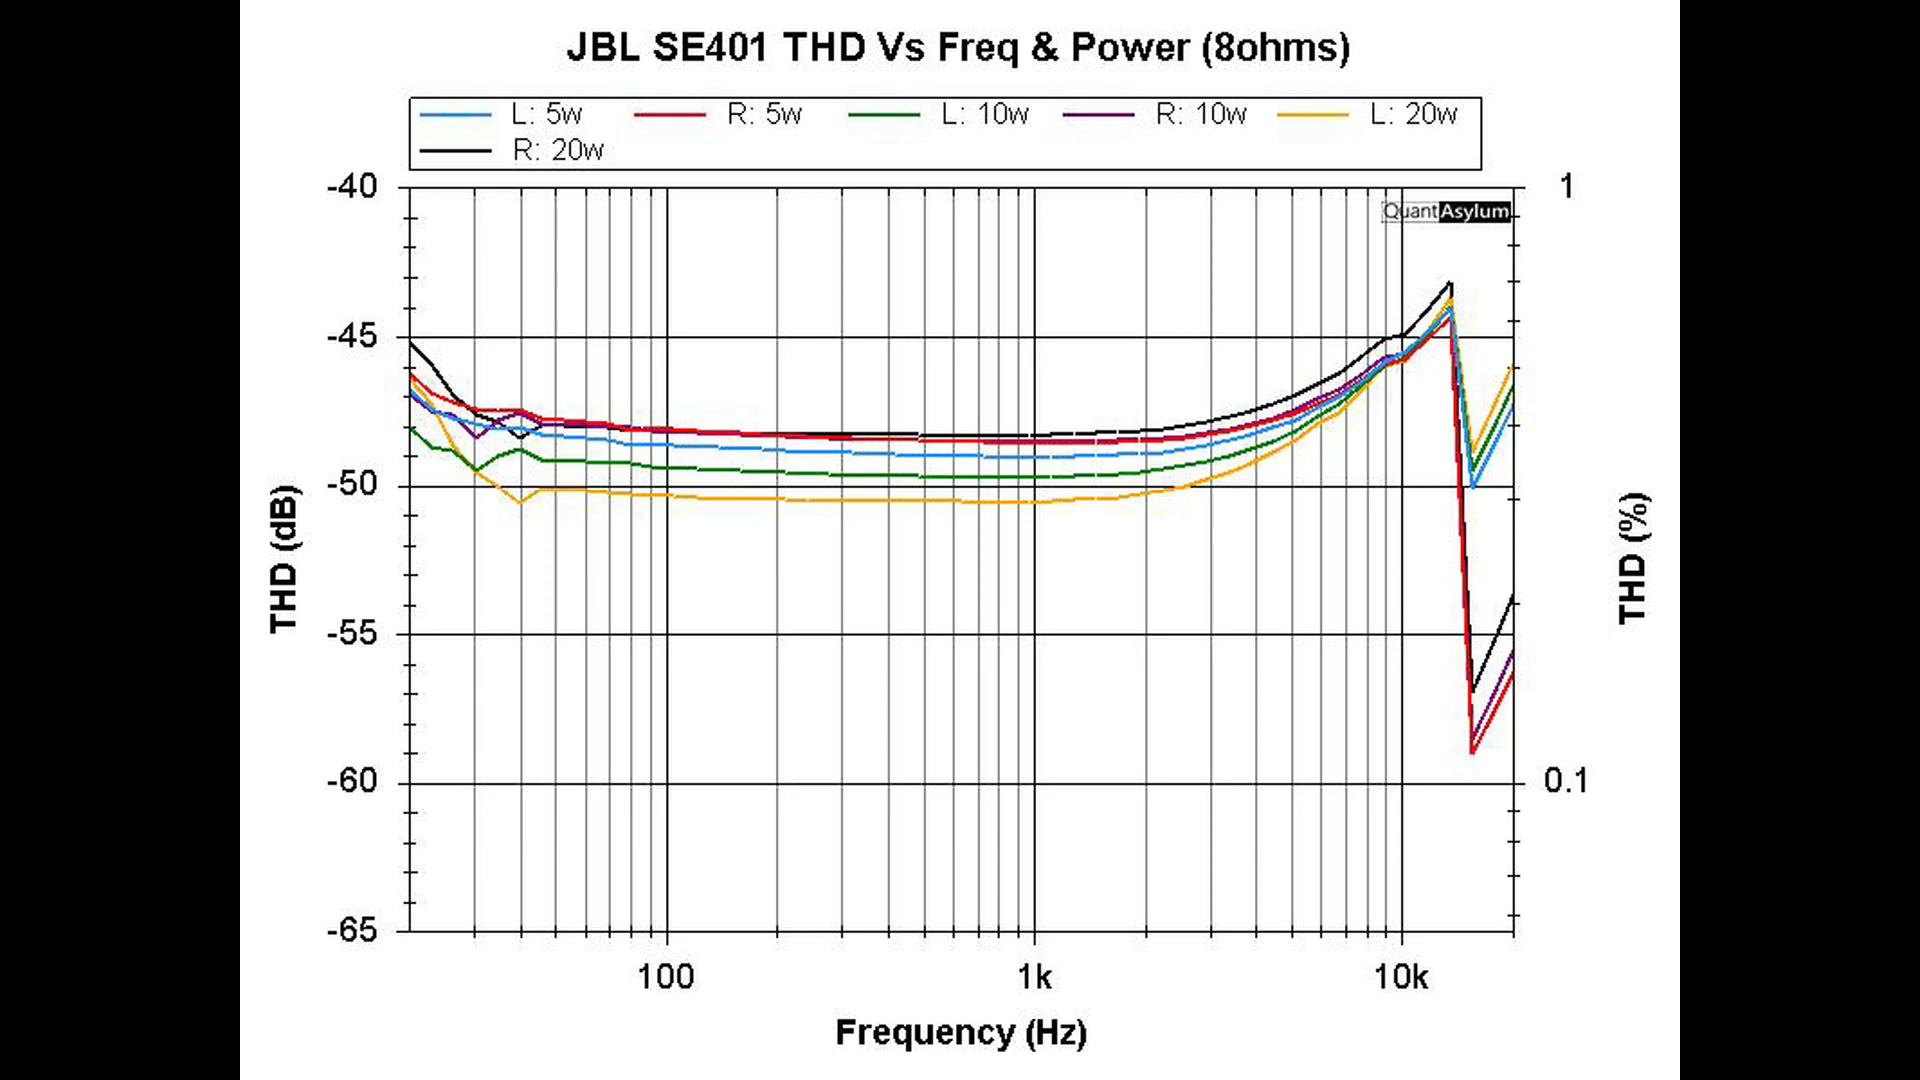 JBL SE401 THD Vs Freq & Power (8ohms)
L: 5w R: 5w L: 10w R: 10w L: 20w
R: 20w
-40 1
QuantAsylum
-45
-50
THD (dB)
THD (%)
-55
-60 0.1
-65
100 1k 10k
Frequency (Hz)